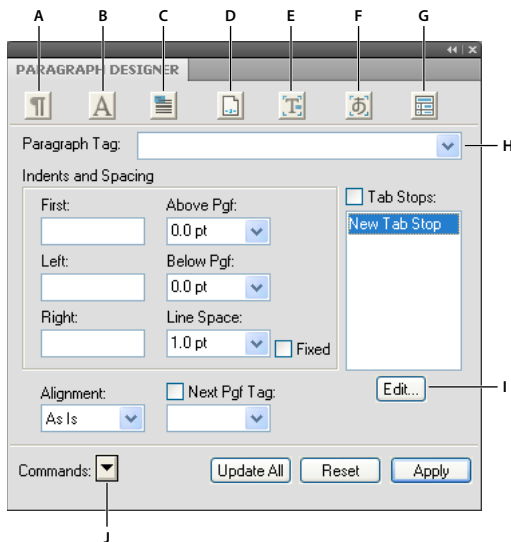 A B C D E F G
PARAGRAPH DESIGNER
Paragraph Tag:
H
Indents and Spacing
First:
Above Pgf:
0.0 pt
Left:
Below Pgf:
0.0 pt
Right:
Line Space:
1.0 pt
Fixed
Tab Stops:
New Tab Stop
Edit...
I
Alignment:
As Is
Next Pgf Tag:
Commands:
Update All
Reset
Apply
J